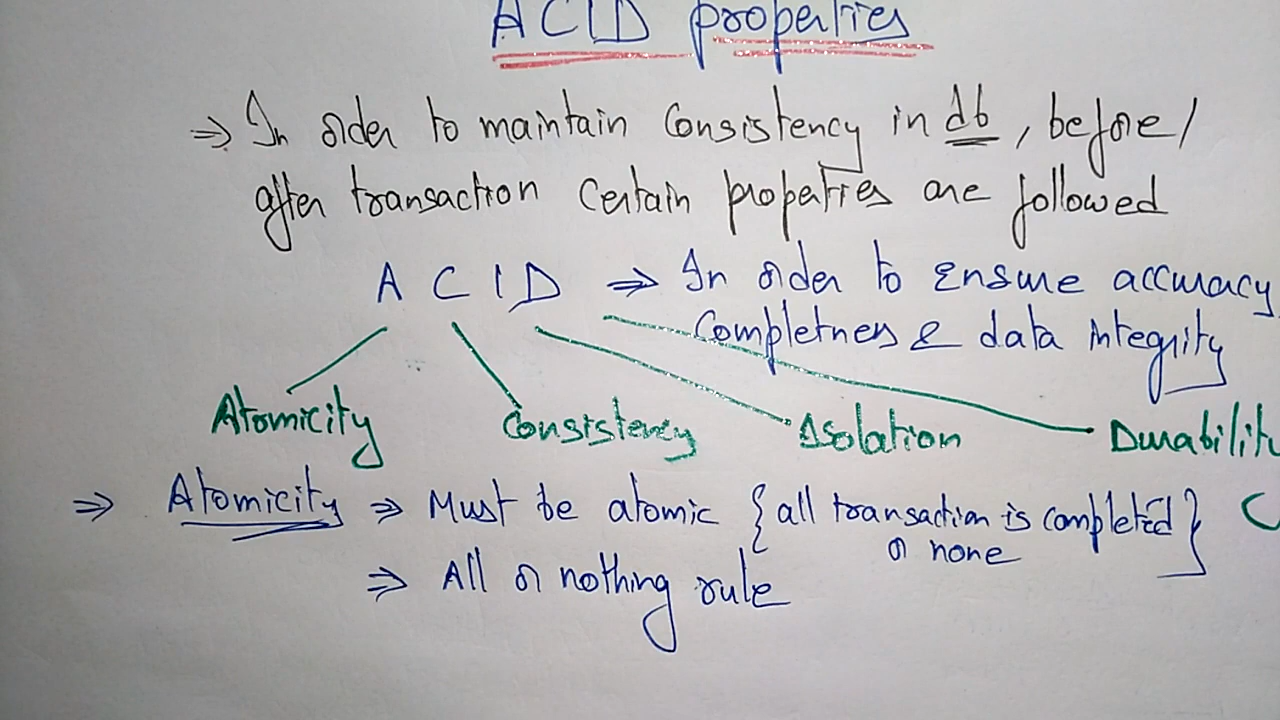 ACID properties
⇒ In order to maintain Consistency in db, before/
after transaction certain properties are followed
A C I D ⇒ In order to ensure accuracy
Completness & data integrity
Atomicity Consistency Isolation Durabilit
⇒ Atomicity ⇒ Must be atomic {all transaction is completed}
or none
⇒ All or nothing rule